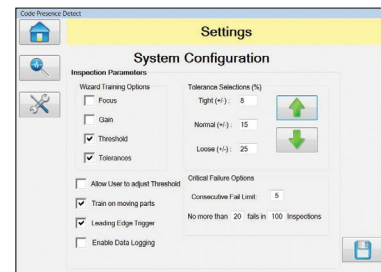 Code Presence Detect
Settings
System Configuration
Inspection Parameters
Wizard Training Options
Focus
Gain
Threshold
Tolerances
Allow User to adjust Threshold
Train on moving parts
Leading Edge Trigger
Enable Data Logging
Tolerance Selections (%)
Tight (+/-) : 8
Normal (+/-) : 15
Loose (+/-) : 25
Critical Failure Options
Consecutive Fail Limit: 5
No more than 20 fails in 100 Inspections